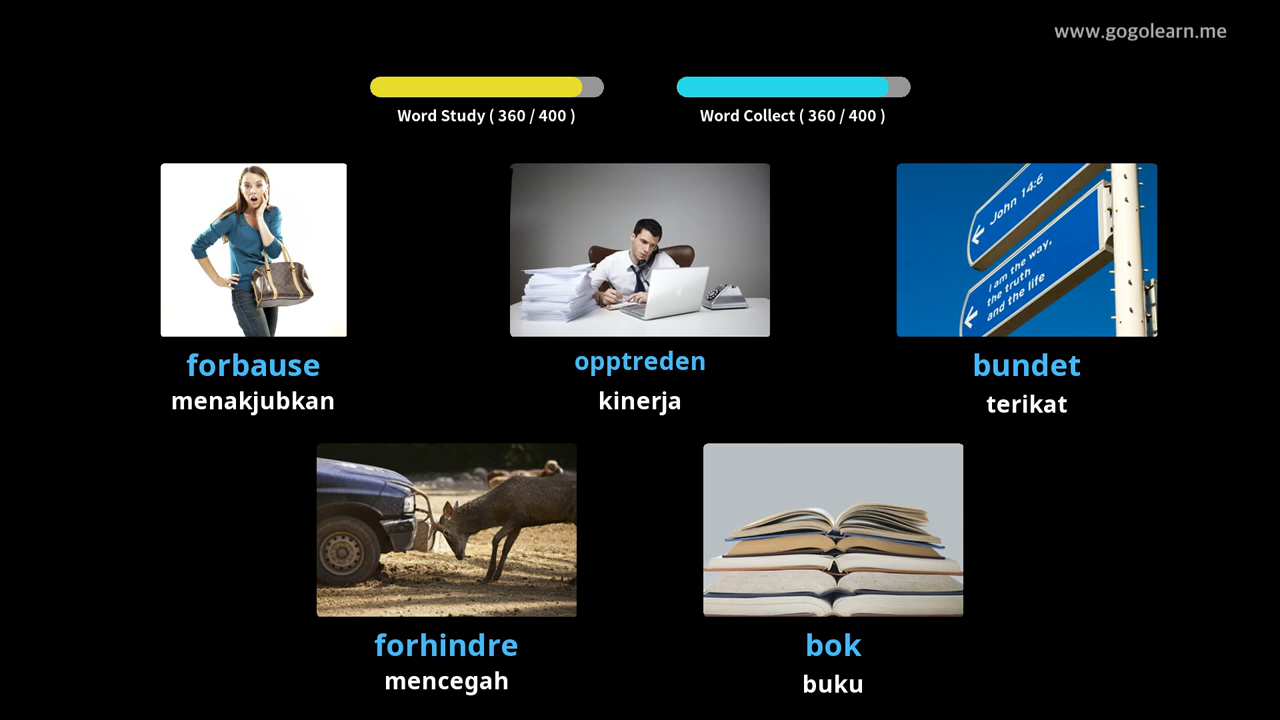 www.gogolearn.me
Word Study ( 360 / 400 )
Word Collect ( 360 / 400 )
John 14:6
I am the way,
the truth
and the life
forbause
menakjubkan
opptreden
kinerja
bundet
terikat
forhindre
mencegah
bok
buku